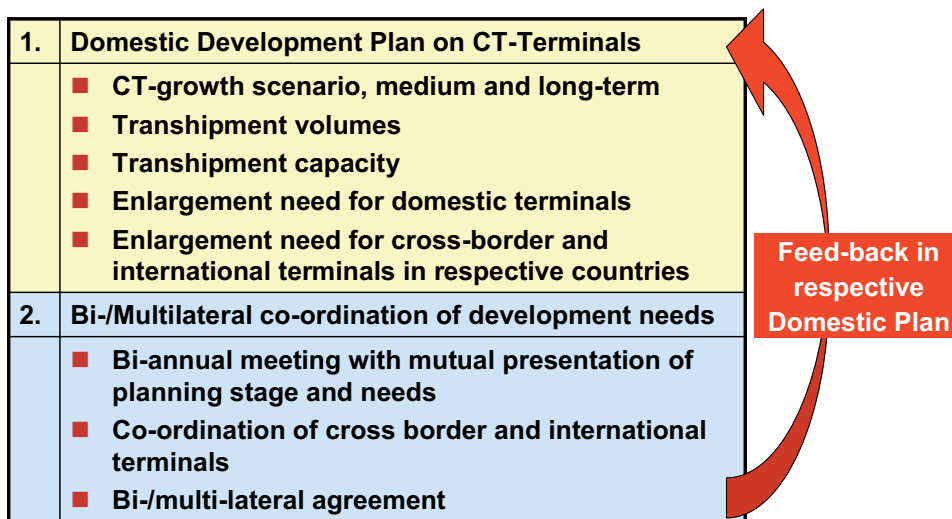 1. Domestic Development Plan on CT-Terminals
CT-growth scenario, medium and long-term
Transhipment volumes
Transhipment capacity
Enlargement need for domestic terminals
Enlargement need for cross-border and
international terminals in respective countries
2. Bi-/Multilateral co-ordination of development needs
Bi-annual meeting with mutual presentation of
planning stage and needs
Co-ordination of cross border and international
terminals
Bi-/multi-lateral agreement
Feed-back in
respective
Domestic Plan